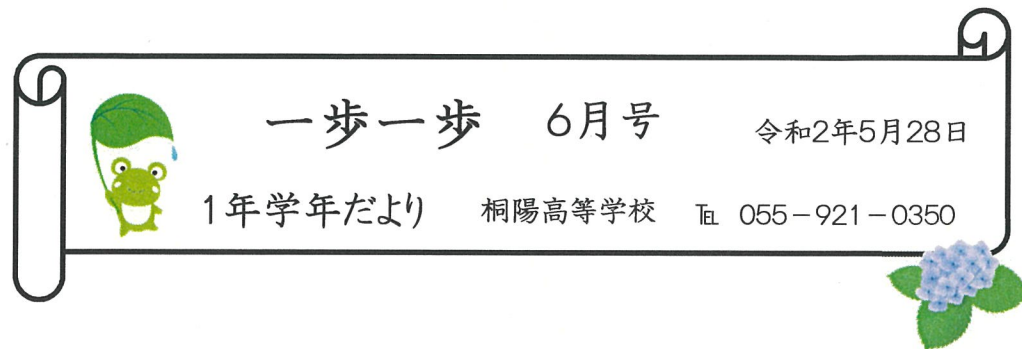 一歩一歩 6月号 令和2年5月28日
1年学年だより 桐陽高等学校 ℡ 055-921-0350